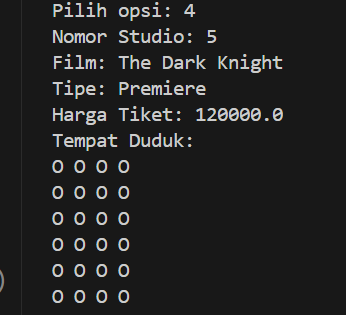 Pilih opsi: 4
Nomor Studio: 5
Film: The Dark Knight
Tipe: Premiere
Harga Tiket: 120000.0
Tempat Duduk:
O O O O
O O O O
O O O O
O O O O
O O O O
O O O O